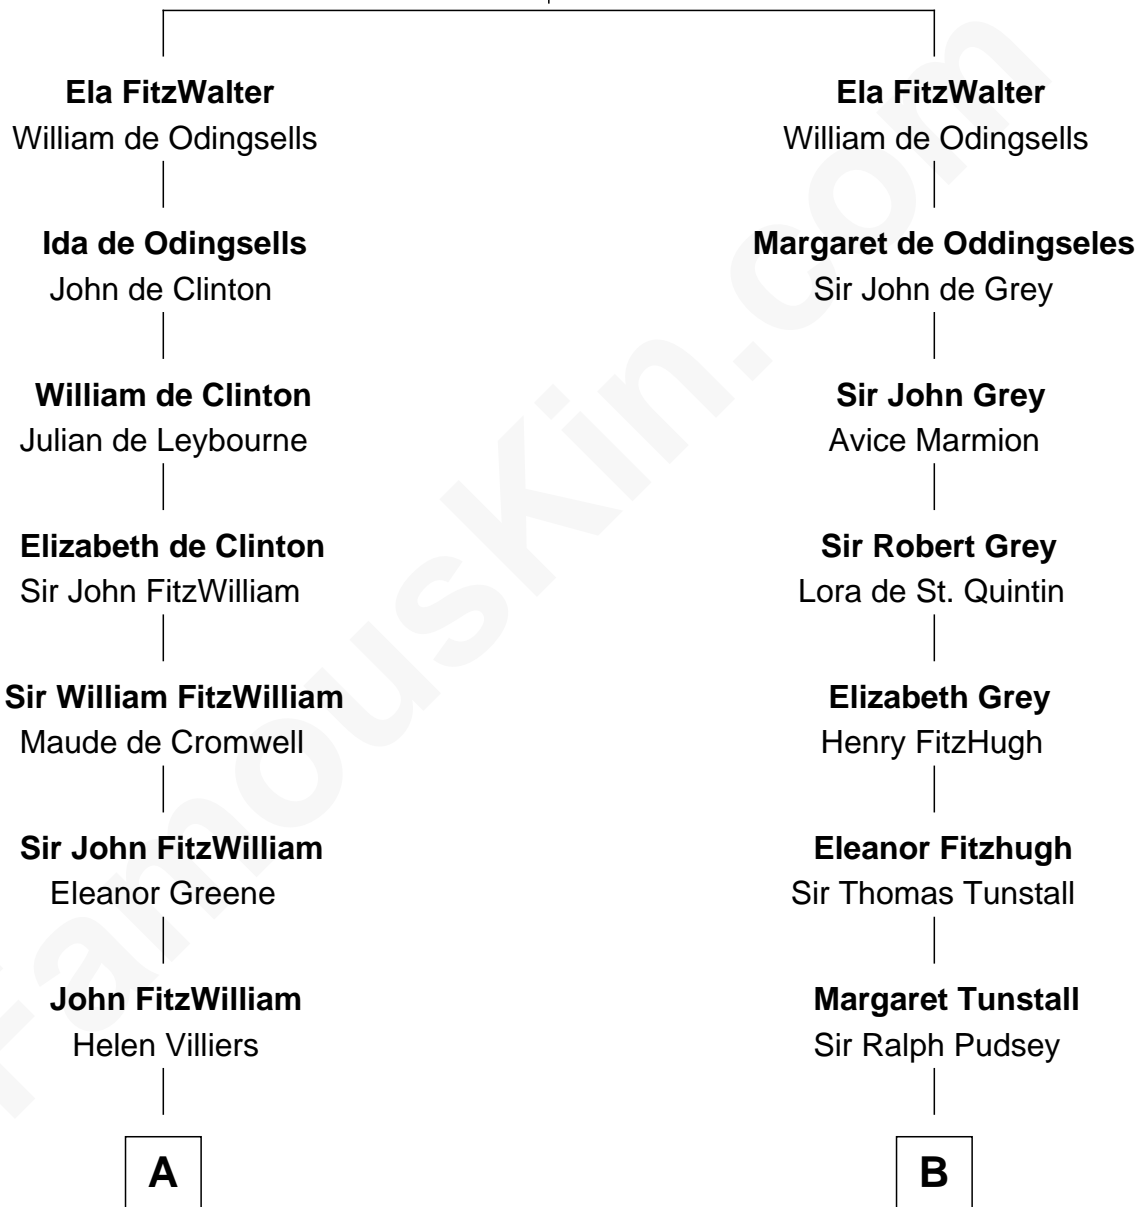 Ela FitzWalter
William de Odingsells
Ida de Odingsells
John de Clinton
William de Clinton
Julian de Leybourne
Elizabeth de Clinton
Sir John FitzWilliam
Sir William FitzWilliam
Maude de Cromwell
Sir John FitzWilliam
Eleanor Greene
John FitzWilliam
Helen Villiers
A
Ela FitzWalter
William de Odingsells
Margaret de Oddingseles
Sir John de Grey
Sir John Grey
Avice Marmion
Sir Robert Grey
Lora de St. Quintin
Elizabeth Grey
Henry FitzHugh
Eleanor Fitzhugh
Sir Thomas Tunstall
Margaret Tunstall
Sir Ralph Pudsey
B
FamousKin.com